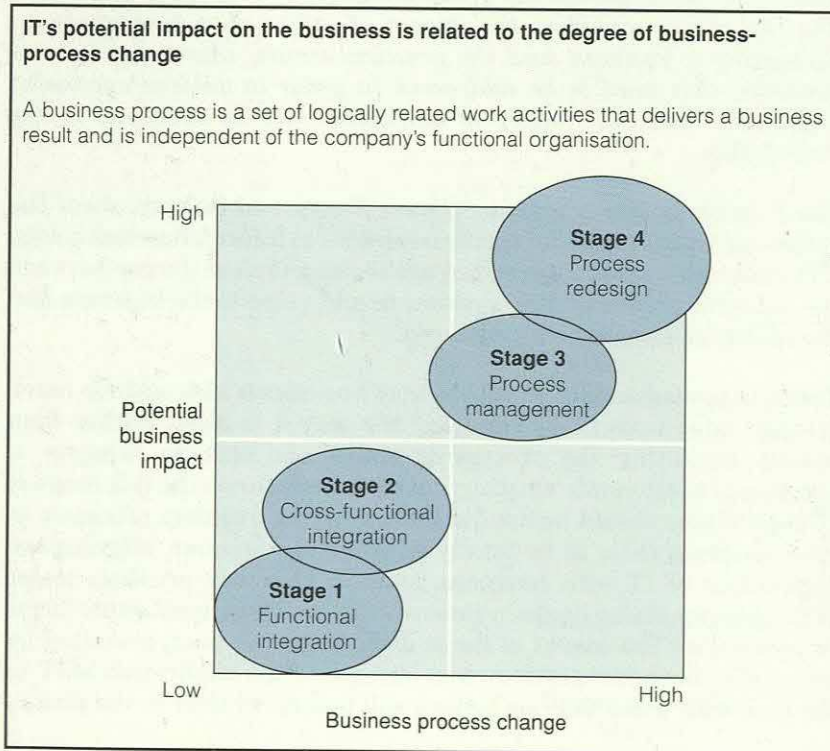 IT's potential impact on the business is related to the degree of business-
process change
A business process is a set of logically related work activities that delivers a business
result and is independent of the company's functional organisation.
High
Stage 4
Process
redesign
Stage 3
Process
management
Potential
business
impact
Stage 2
Cross-functional
integration
Stage 1
Functional
integration
Low
High
Business process change